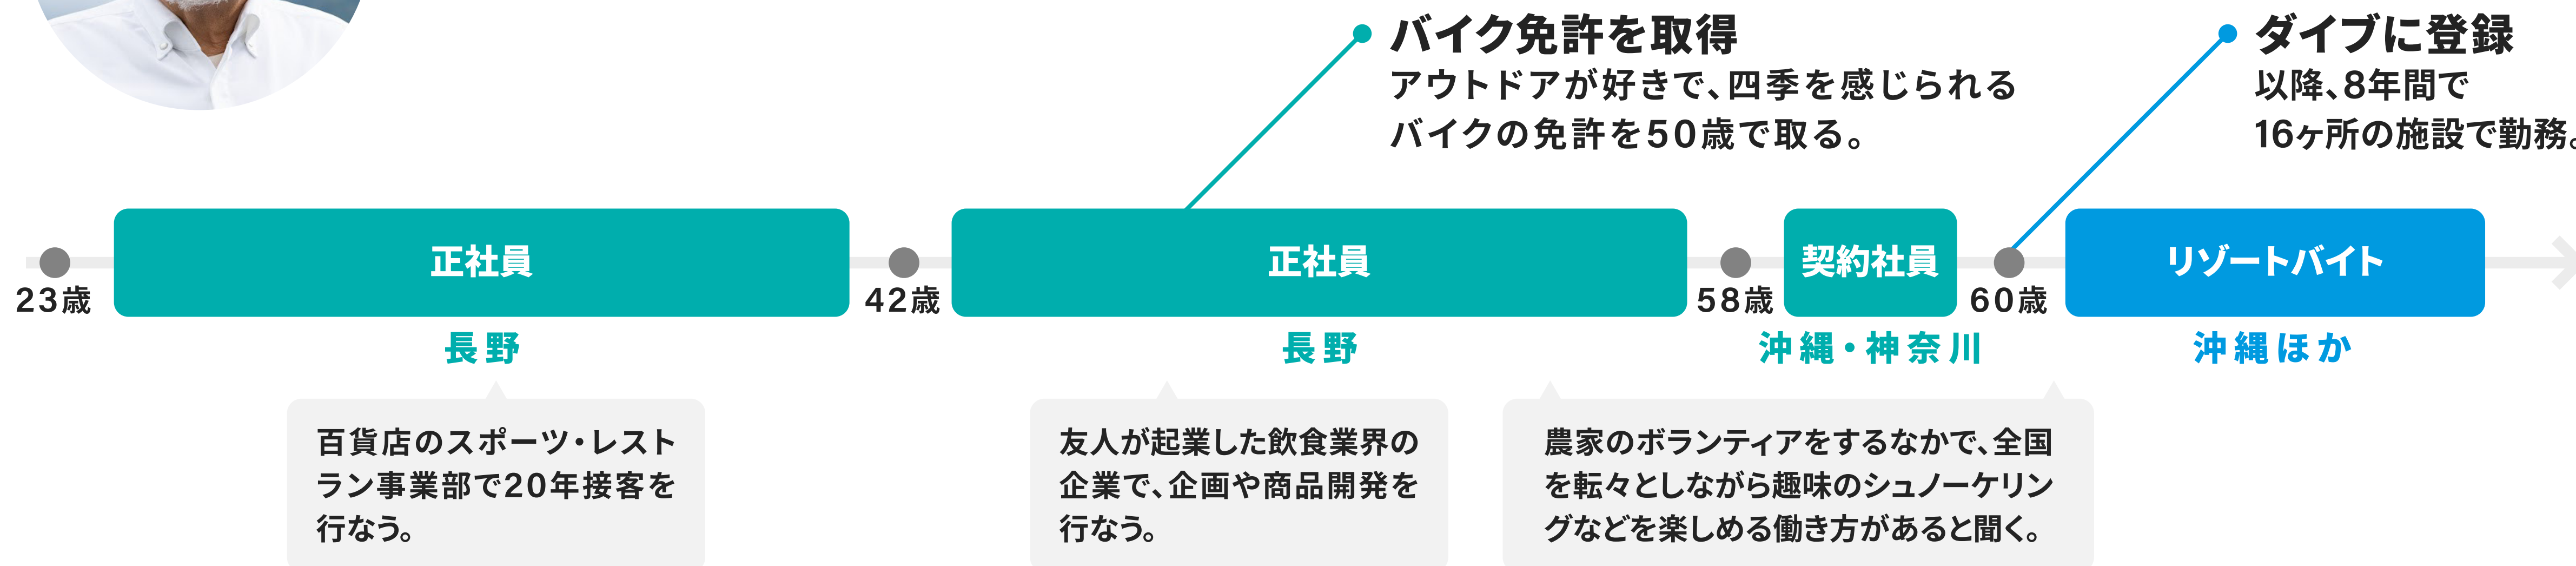 バイク免許を取得
アウトドアが好きで、四季を感じられる
バイクの免許を50歳で取る。
ダイブに登録
以降、8年間で
16ヶ所の施設で勤務。
23歳
正社員
長野
42歳
正社員
長野
58歳
契約社員
沖縄・神奈川
60歳
リゾートバイト
沖縄ほか
百貨店のスポーツ・レスト
ラン事業部で20年接客を
行なう。
友人が起業した飲食業界の
企業で、企画や商品開発を
行なう。
農家のボランティアをするなかで、全国
を転々としながら趣味のシュノーケリン
グなどを楽しめる働き方があると聞く。